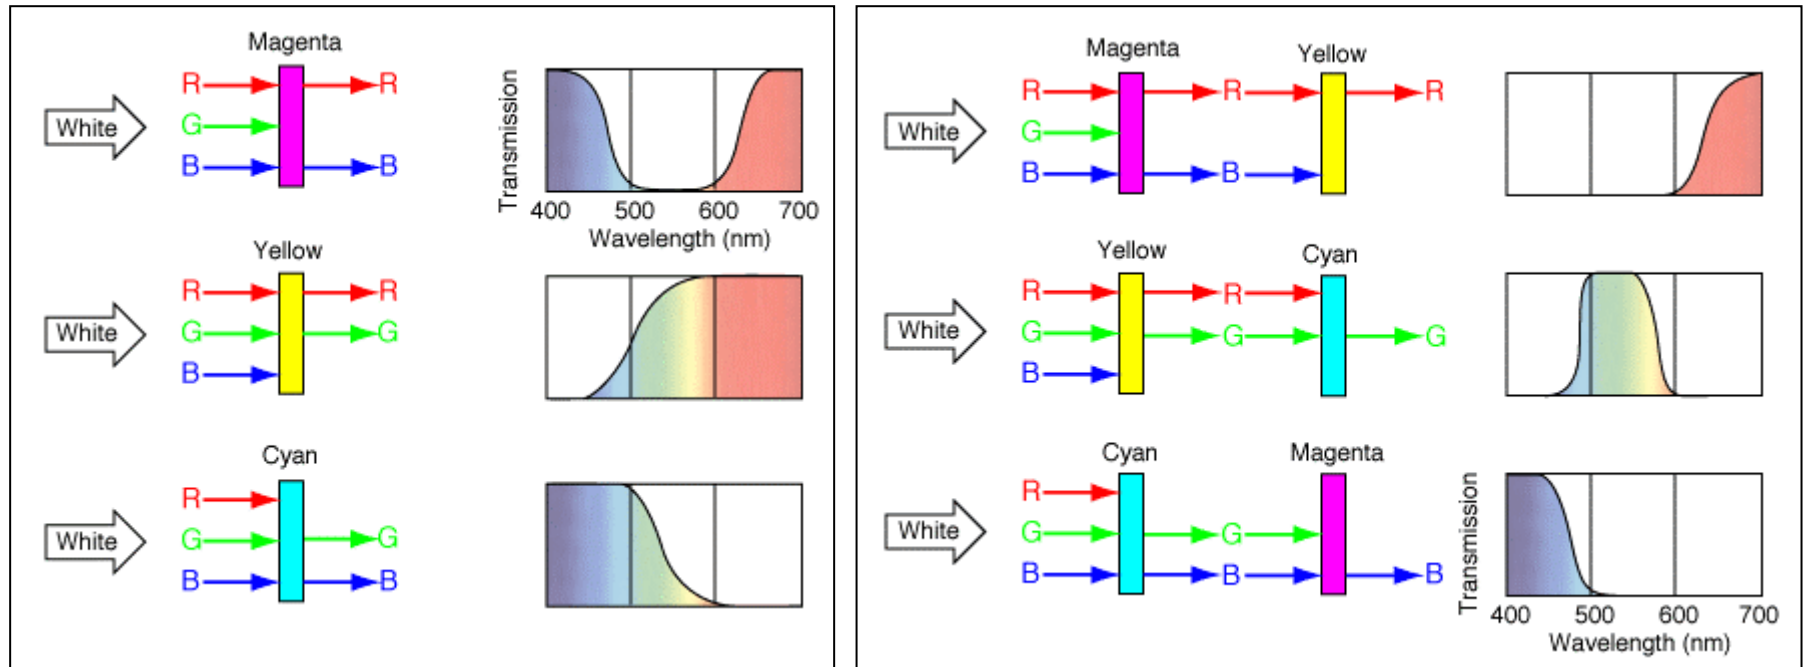 Magenta
White
R R
G
B B
Transmission
400 500 600 700
Wavelength (nm)
Yellow
White
R R
G G
B
Cyan
White
R
G G
B B
Magenta Yellow
White
R R R
G
B B
Yellow Cyan
White
R R
G G G
B
Cyan Magenta
White
R
G G
B B B
Transmission
400 500 600 700
Wavelength (nm)